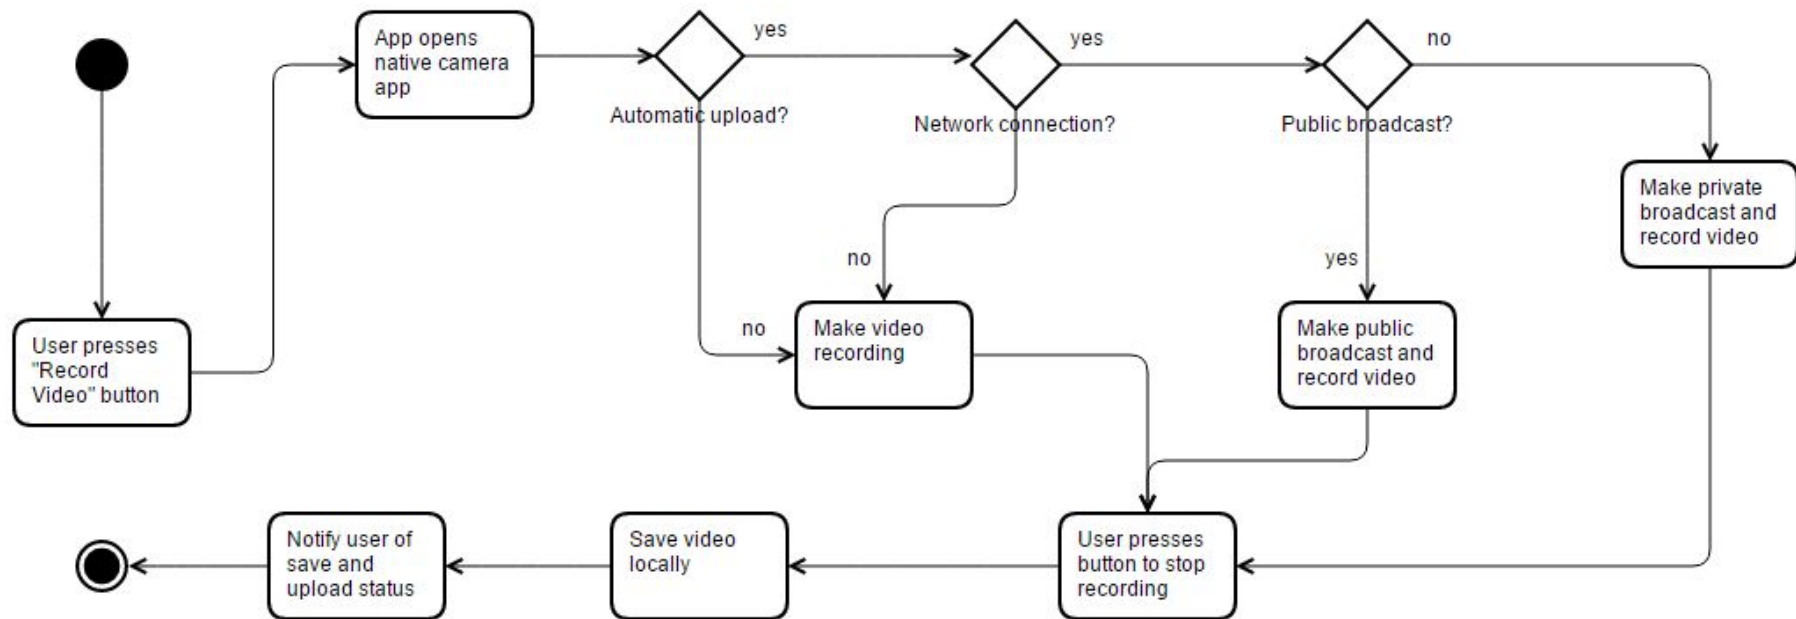 App opens
native camera
app
yes
yes
no
Automatic upload?
Network connection?
Public broadcast?
Make private
broadcast and
record video
no
yes
no
Make video
recording
Make public
broadcast and
record video
User presses
"Record
Video" button
Notify user of
save and
upload status
Save video
locally
User presses
button to stop
recording